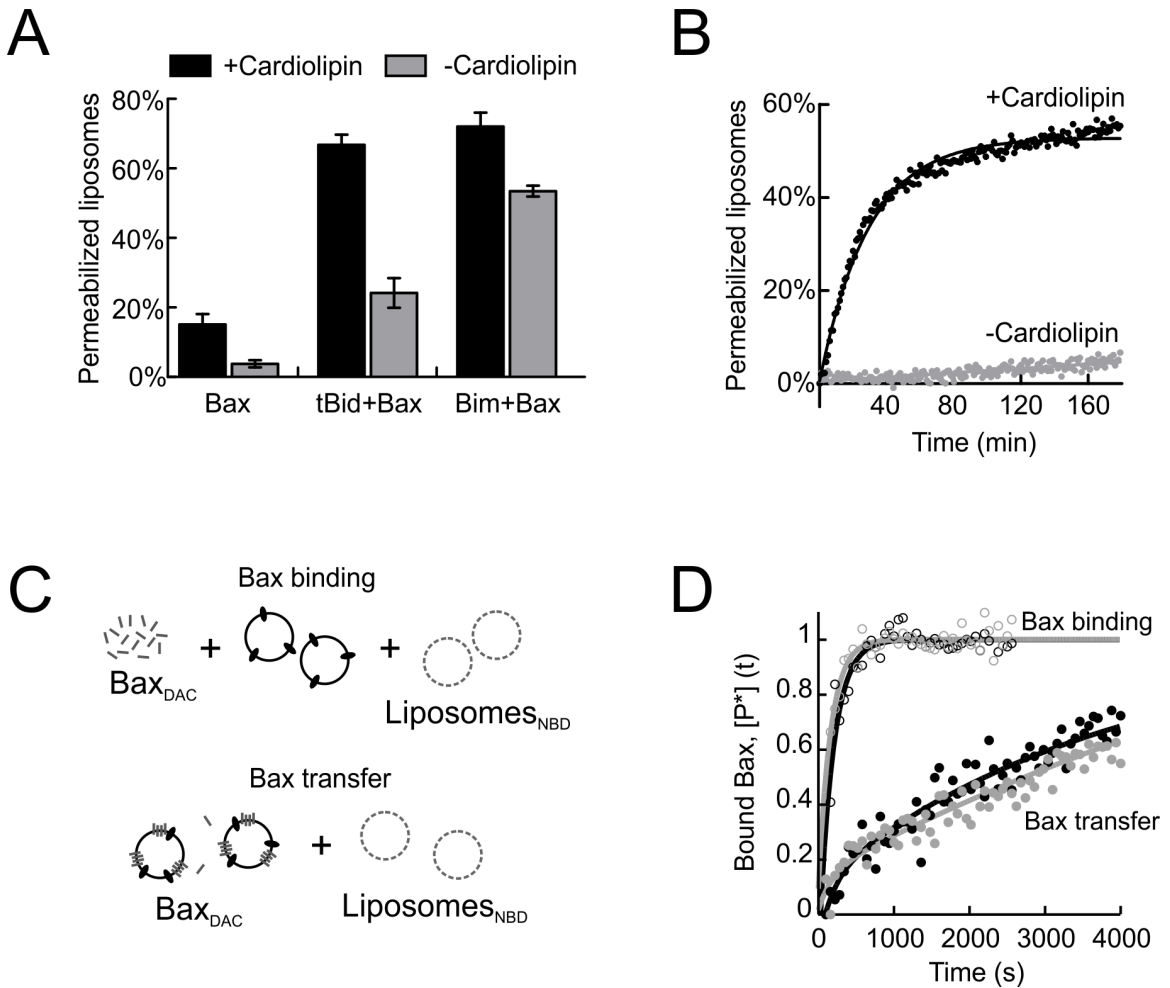 A
+Cardiolipin -Cardiolipin
Permeabilized liposomes
80%
60%
40%
20%
0%
Bax tBid+Bax Bim+Bax
B
Permeabilized liposomes
60%
40%
20%
0%
+Cardiolipin
-Cardiolipin
40 80 120 160
Time (min)
C
Bax binding
+ +
BaxDAC
LiposomesNBD
Bax transfer
+
BaxDAC
LiposomesNBD
D
Bound Bax, [P*] (t)
1
0.8
0.6
0.4
0.2
0
Bax binding
Bax transfer
0 1000 2000 3000 4000
Time (s)